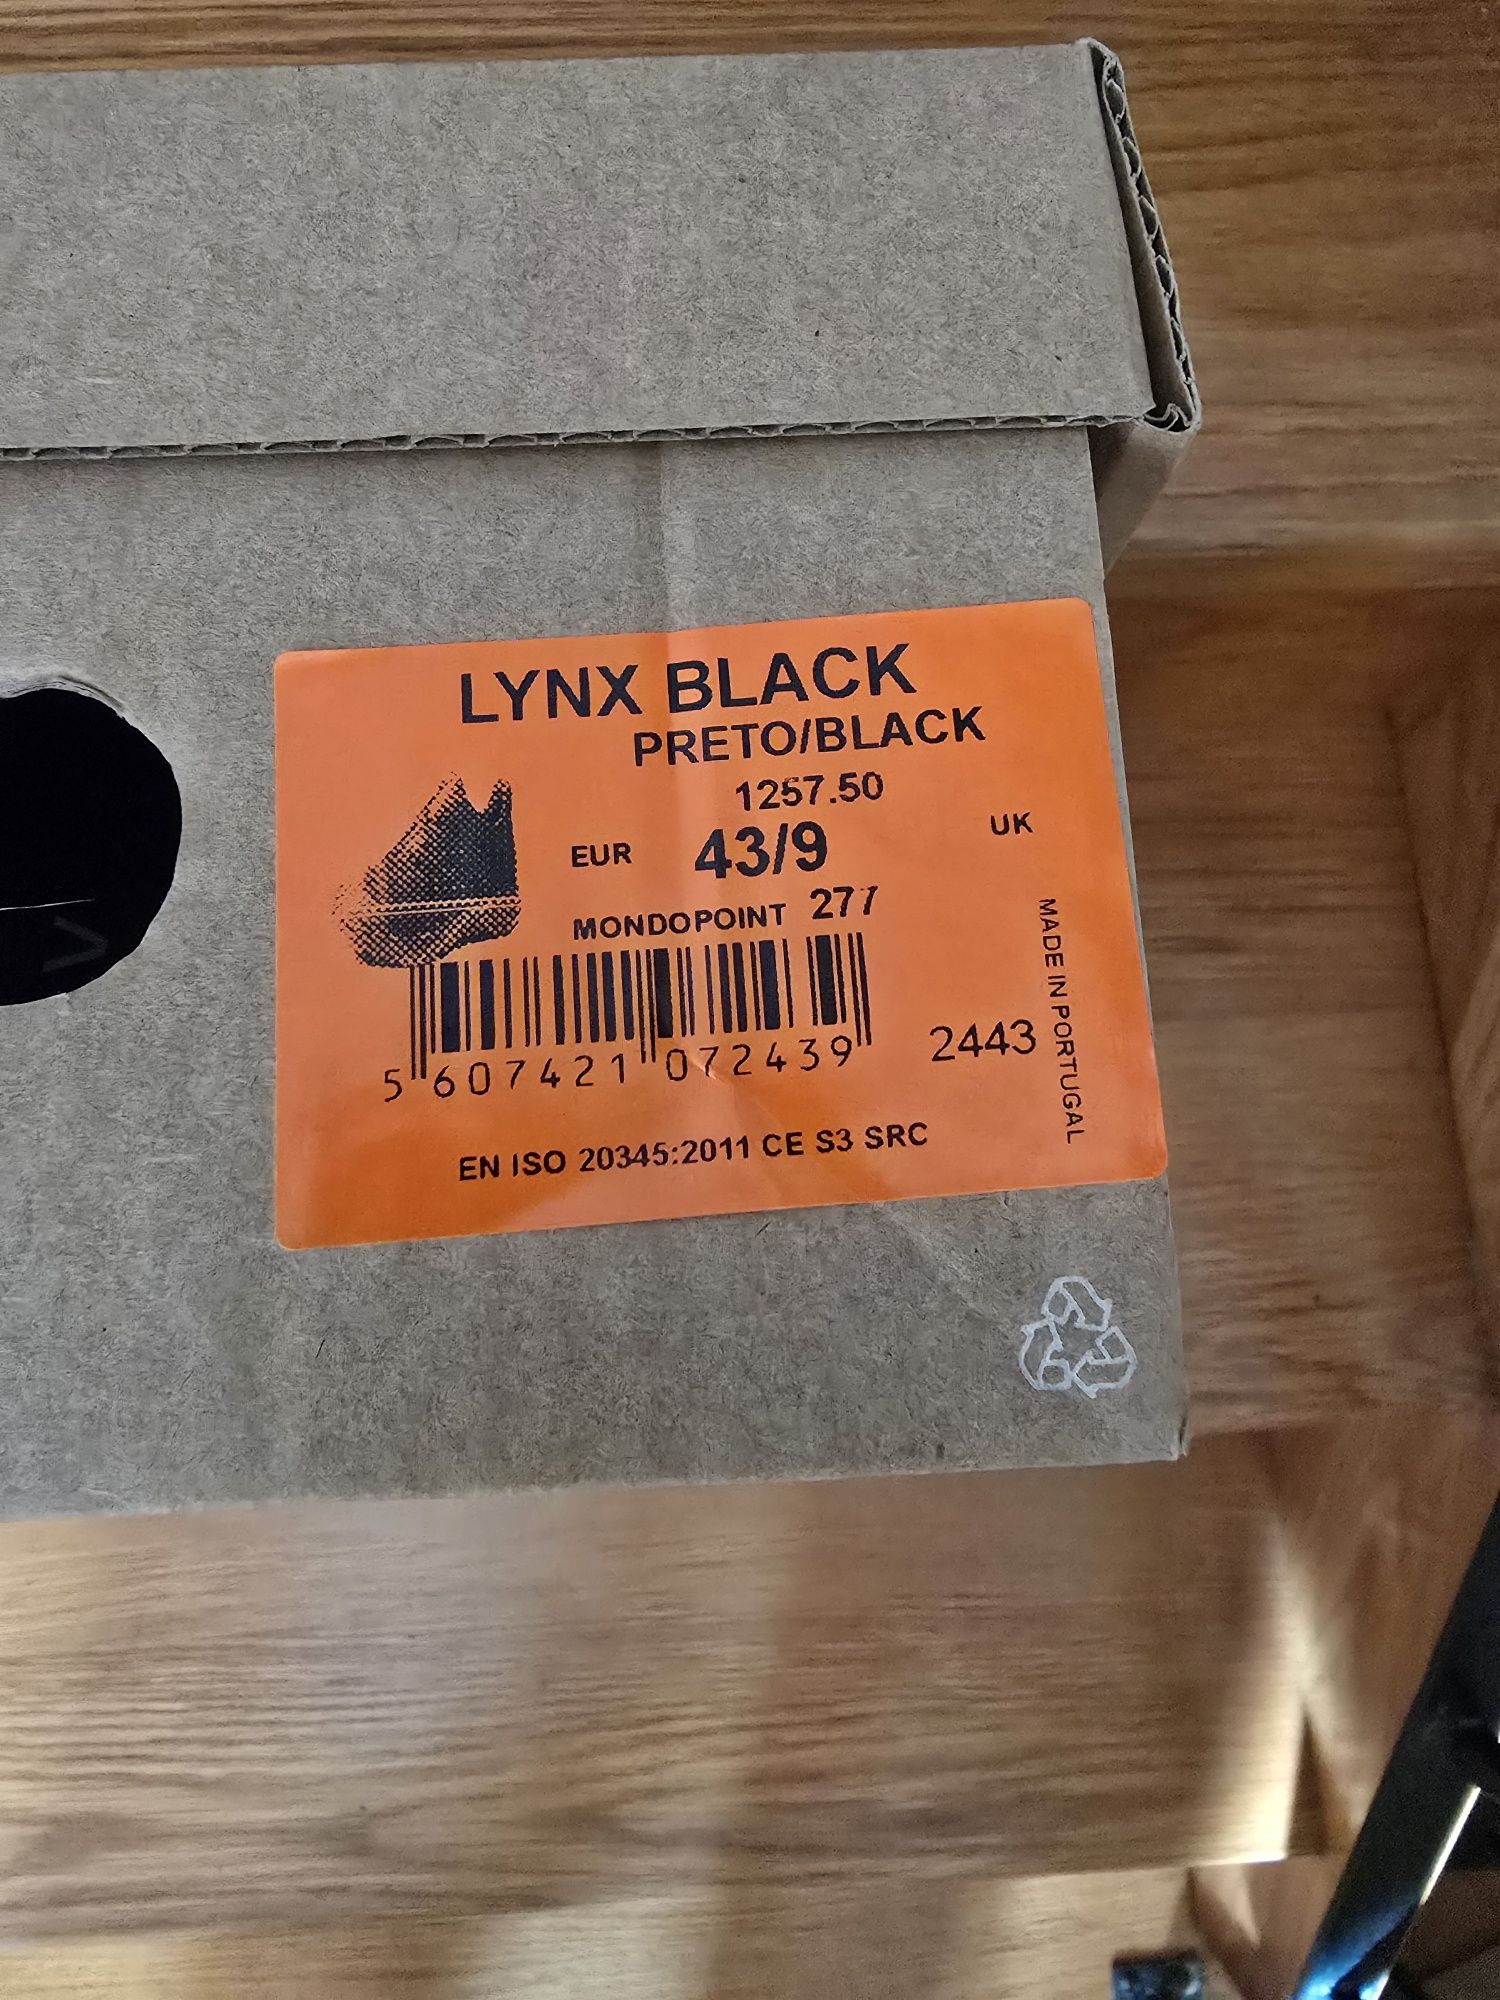 LYNX BLACK
PRETO/BLACK
1257.50
EUR 43/9 UK
MONDOPOINT 277
5 607421 072439
2443
MADE IN PORTUGAL
EN ISO 20345:2011 CE S3 SRC